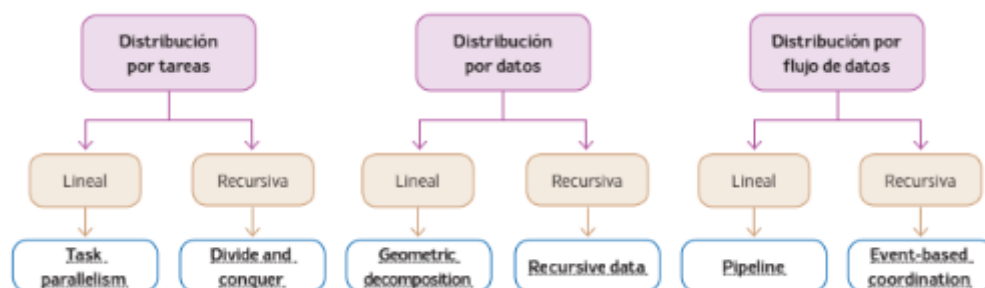 Distribución
por tareas
Distribución
por datos
Distribución por
flujo de datos
Lineal
Recursiva
Lineal
Recursiva
Lineal
Recursiva
Task
parallelism
Divide and
conquer
Geometric
decomposition
Recursive data
Pipeline
Event-based
coordination